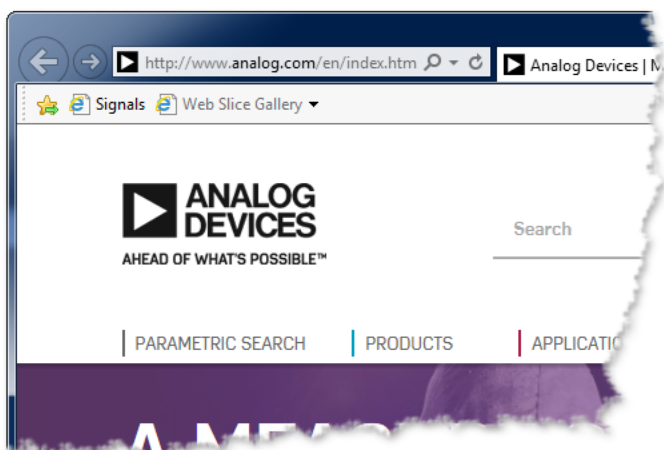 http://www.analog.com/en/index.htm
Analog Devices |
Signals Web Slice Gallery
ANALOG
DEVICES
AHEAD OF WHAT'S POSSIBLE™
Search
PARAMETRIC SEARCH PRODUCTS